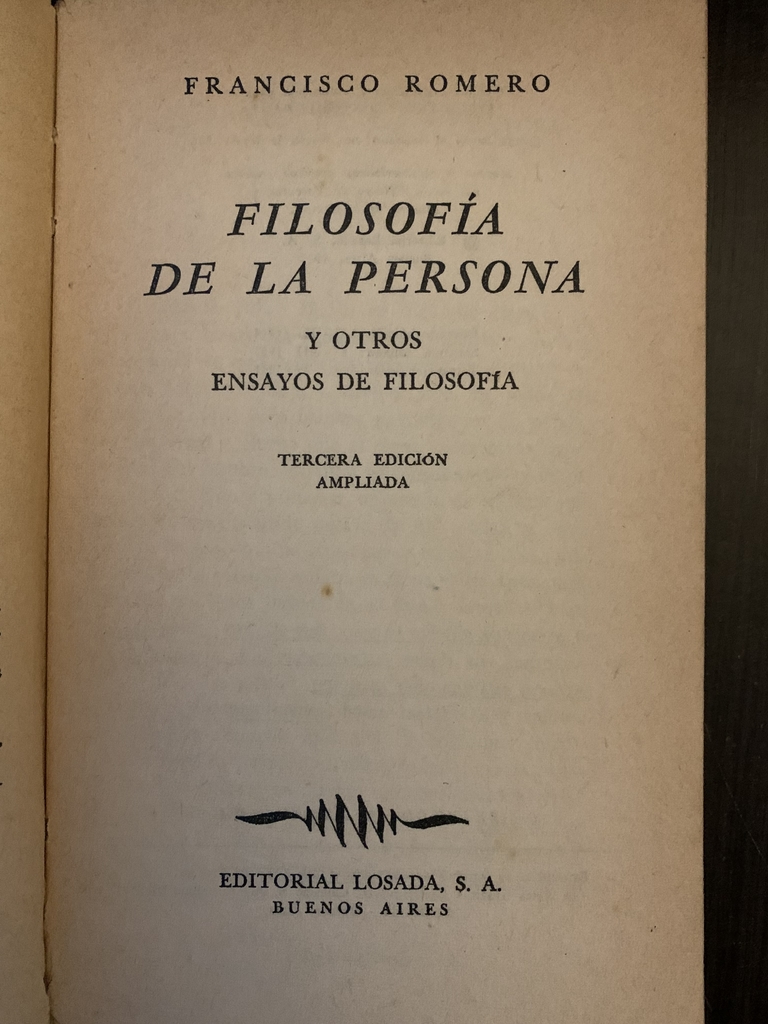 FRANCISCO ROMERO
FILOSOFÍA
DE LA PERSONA
Y OTROS
ENSAYOS DE FILOSOFÍA
TERCERA EDICIÓN
AMPLIADA
EDITORIAL LOSADA, S. A.
BUENOS AIRES